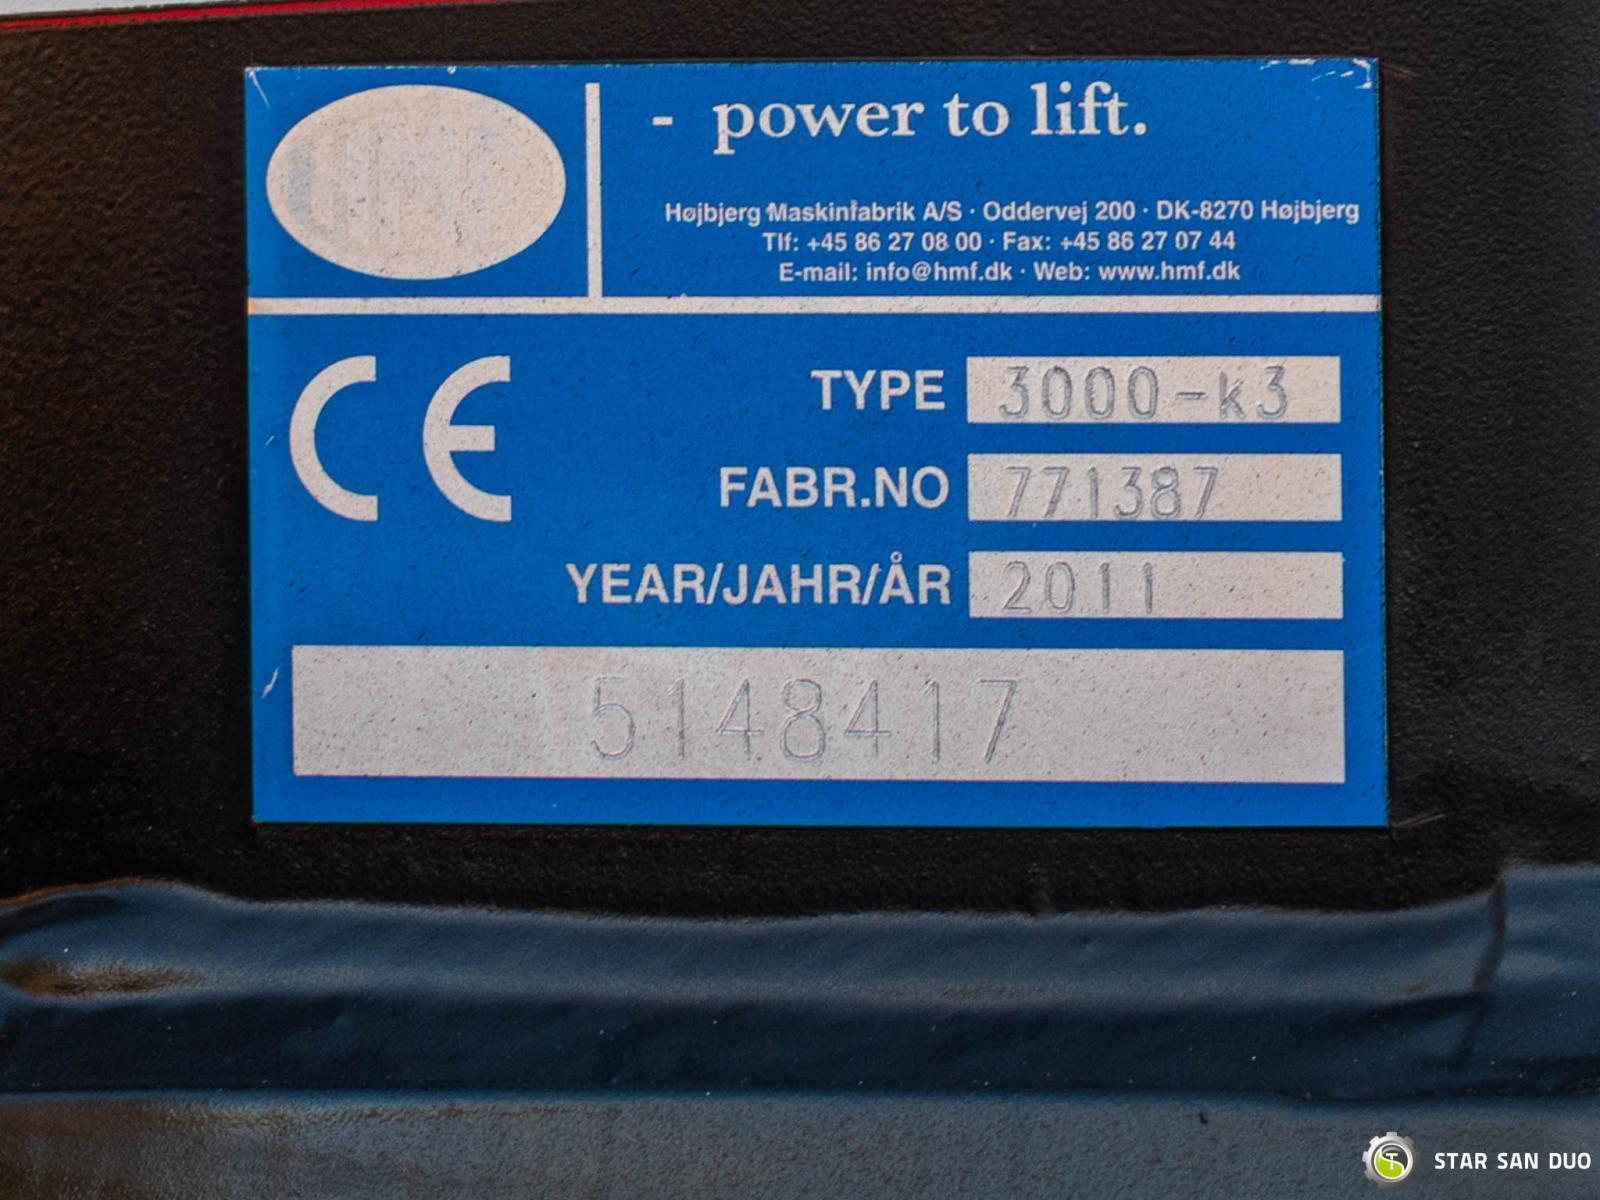 HMF
- power to lift.
Højbjerg Maskinfabrik A/S · Oddervej 200 · DK-8270 Højbjerg
Tlf: +45 86 27 08 00 · Fax: +45 86 27 07 44
E-mail: info@hmf.dk · Web: www.hmf.dk
CE
TYPE 3000-k3
FABR.NO 771387
YEAR/JAHR/ÅR 2011
5148417
STAR SAN DUO